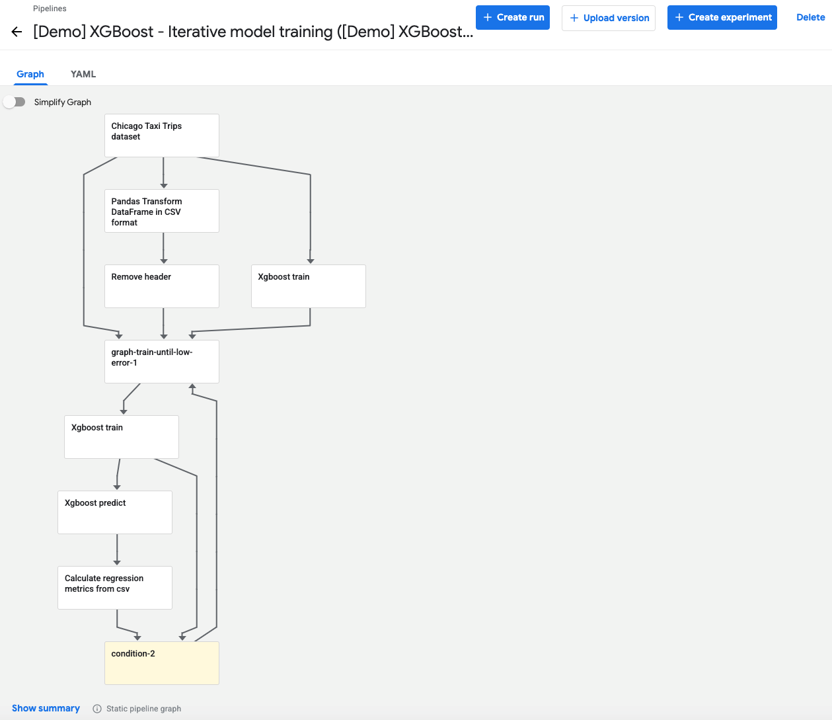 Pipelines
[Demo] XGBoost - Iterative model training ([Demo] XGBoost...
+ Create run
+ Upload version
+ Create experiment
Delete
Graph
YAML
Simplify Graph
Chicago Taxi Trips
dataset
Pandas Transform
DataFrame in CSV
format
Remove header
Xgboost train
graph-train-until-low-
error-1
Xgboost train
Xgboost predict
Calculate regression
metrics from csv
condition-2
Show summary
Static pipeline graph